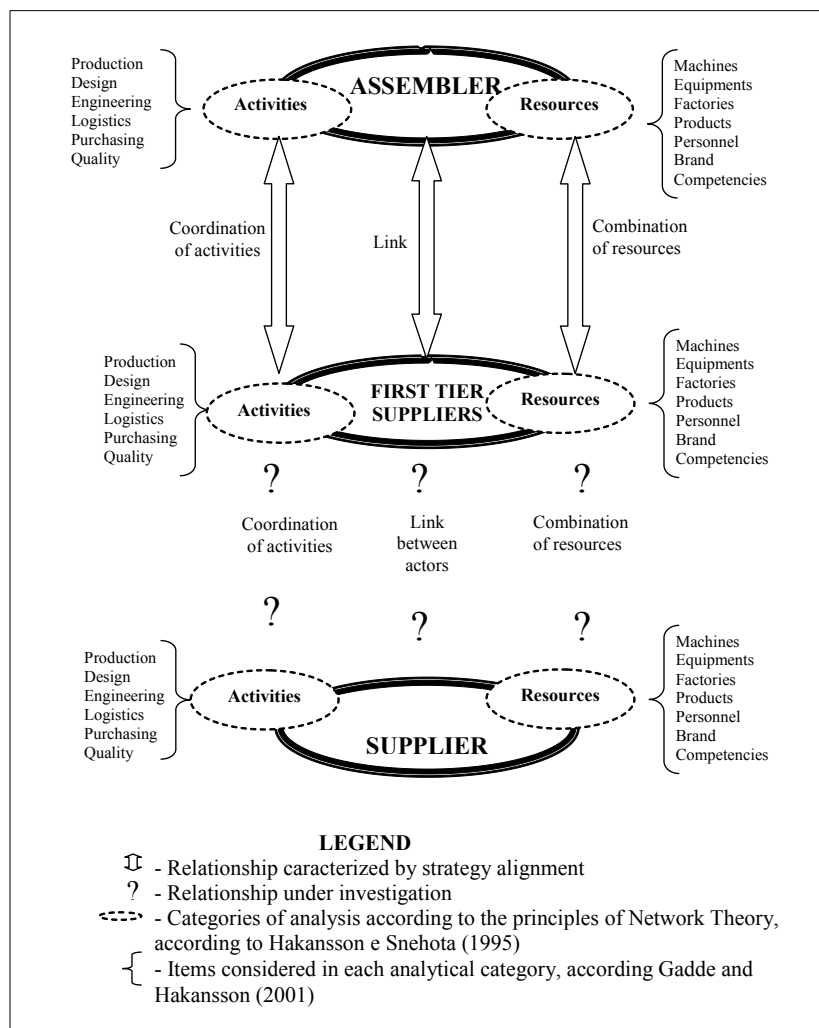 Production
Design
Engineering
Logistics
Purchasing
Quality
Activities
ASSEMBLER
Resources
Machines
Equipments
Factories
Products
Personnel
Brand
Competencies
Coordination
of activities
Link
Combination
of resources
Production
Design
Engineering
Logistics
Purchasing
Quality
Activities
FIRST TIER
SUPPLIERS
Resources
Machines
Equipments
Factories
Products
Personnel
Brand
Competencies
? ? ?
Coordination
of activities
Link
between
actors
Combination
of resources
? ? ?
Production
Design
Engineering
Logistics
Purchasing
Quality
Activities
SUPPLIER
Resources
Machines
Equipments
Factories
Products
Personnel
Brand
Competencies
LEGEND
- Relationship caracterized by strategy alignment
? - Relationship under investigation
- Categories of analysis according to the principles of Network Theory,
according to Hakansson e Snehota (1995)
- Items considered in each analytical category, according Gadde and
Hakansson (2001)